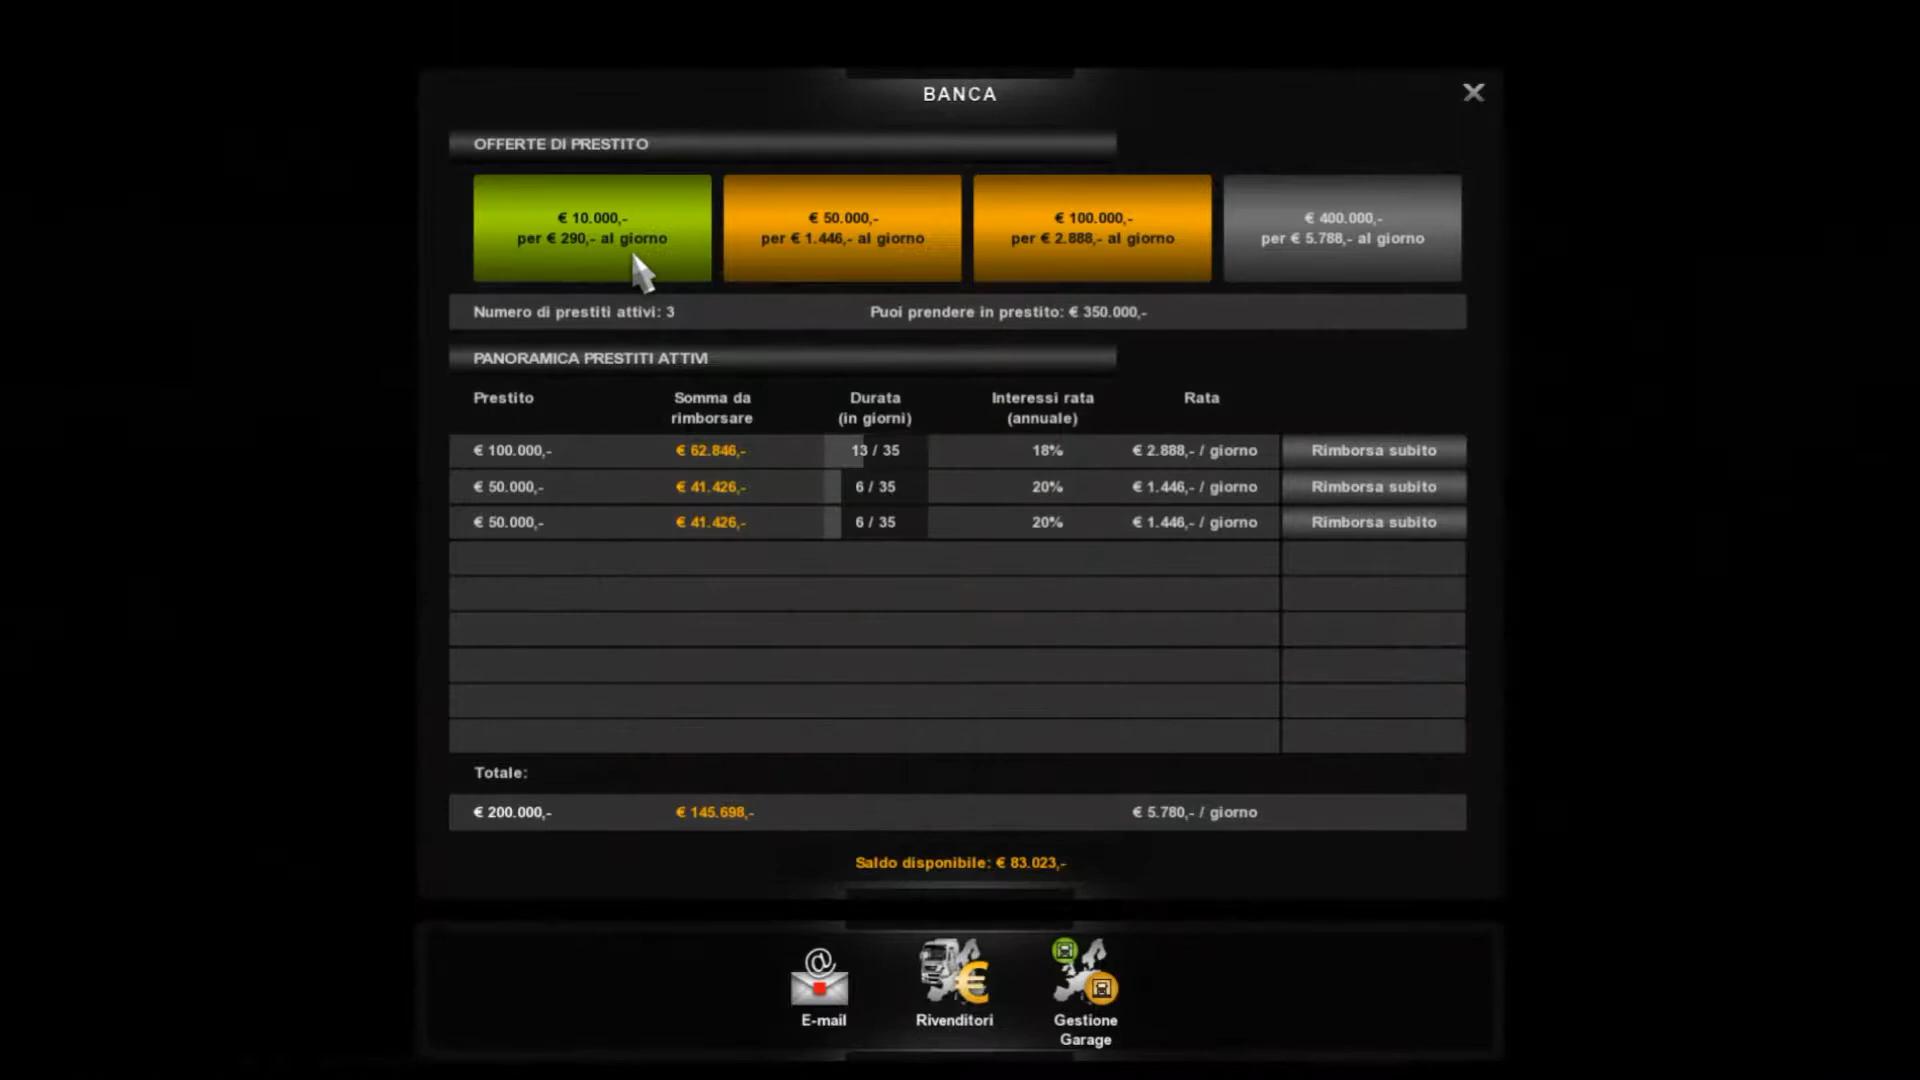 BANCA
OFFERTE DI PRESTITO
€ 10.000,-
per € 290,- al giorno
€ 50.000,-
per € 1.446,- al giorno
€ 100.000,-
per € 2.888,- al giorno
€ 400.000,-
per € 5.788,- al giorno
Numero di prestiti attivi: 3 Puoi prendere in prestito: € 350.000,-
PANORAMICA PRESTITI ATTIVI
Prestito
Somma da
rimborsare
Durata
(in giorni)
Interessi rata
(annuale)
Rata
€ 100.000,- € 62.846,- 13 / 35 18% € 2.888,- / giorno Rimborsa subito
€ 50.000,- € 41.426,- 6 / 35 20% € 1.446,- / giorno Rimborsa subito
€ 50.000,- € 41.426,- 6 / 35 20% € 1.446,- / giorno Rimborsa subito
Totale:
€ 200.000,- € 145.698,- € 5.780,- / giorno
Saldo disponibile: € 83.023,-
E-mail
Rivenditori
Gestione
Garage